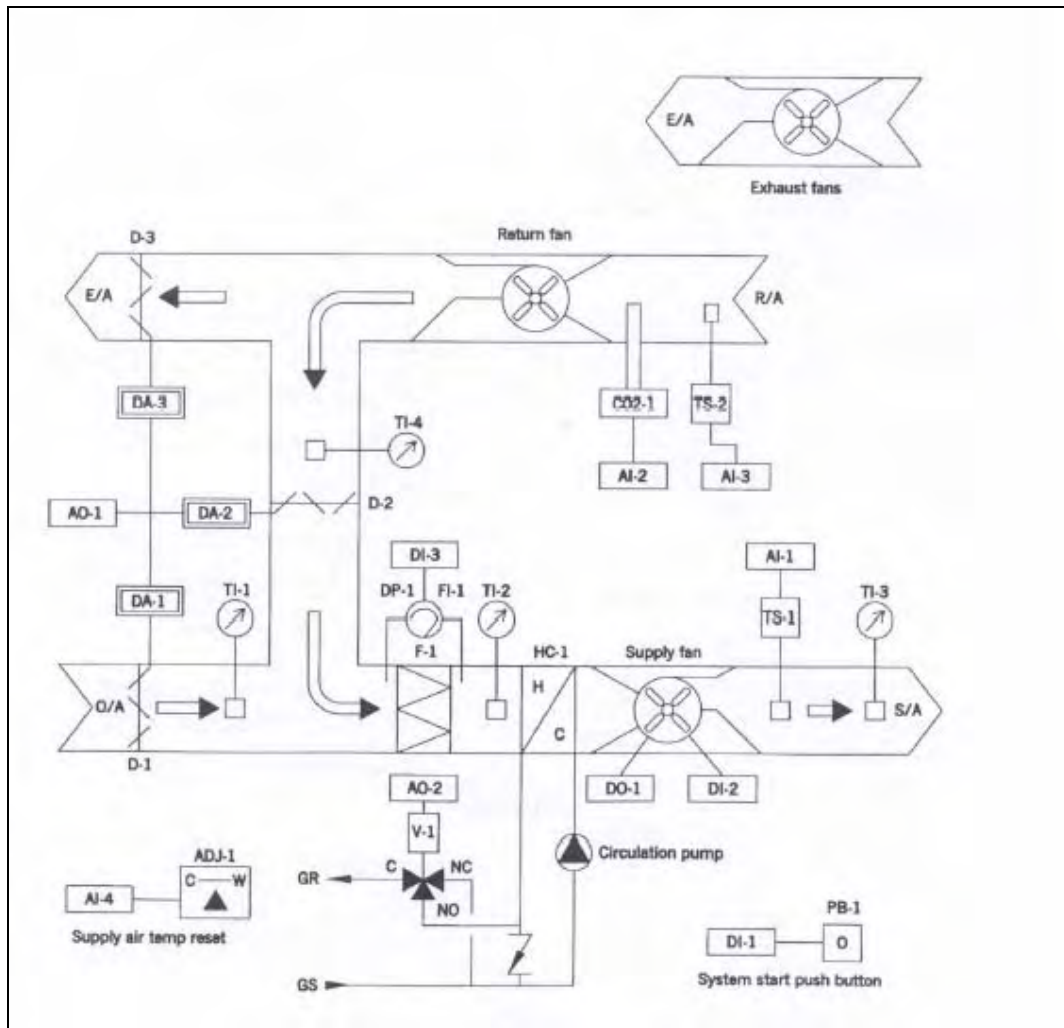 E/A
Exhaust fans
D-3
Return fan
E/A
R/A
DA-3
CO2-1
TS-2
TI-4
AI-2
AI-3
AO-1
DA-2
D-2
DI-3
AI-1
DA-1
TI-1
DP-1
FI-1
TI-2
TS-1
TI-3
F-1
HC-1
Supply fan
H
O/A
S/A
C
D-1
AO-2
DO-1
DI-2
V-1
Circulation pump
ADJ-1
C
NC
GR
C
W
AI-4
NO
PB-1
Supply air temp reset
DI-1
O
System start push button
GS